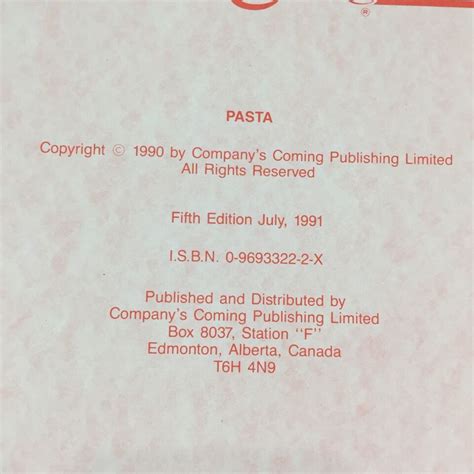 ®
PASTA
Copyright © 1990 by Company's Coming Publishing Limited
All Rights Reserved
Fifth Edition July, 1991
I.S.B.N. 0-9693322-2-X
Published and Distributed by
Company's Coming Publishing Limited
Box 8037, Station "F"
Edmonton, Alberta, Canada
T6H 4N9